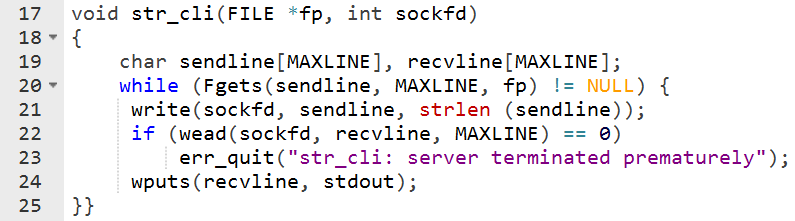 17 void str_cli(FILE *fp, int sockfd)
18 {
19     char sendline[MAXLINE], recvline[MAXLINE];
20     while (Fgets(sendline, MAXLINE, fp) != NULL) {
21      write(sockfd, sendline, strlen (sendline));
22      if (wead(sockfd, recvline, MAXLINE) == 0)
23         err_quit("str_cli: server terminated prematurely");
24      wputs(recvline, stdout);
25 }}